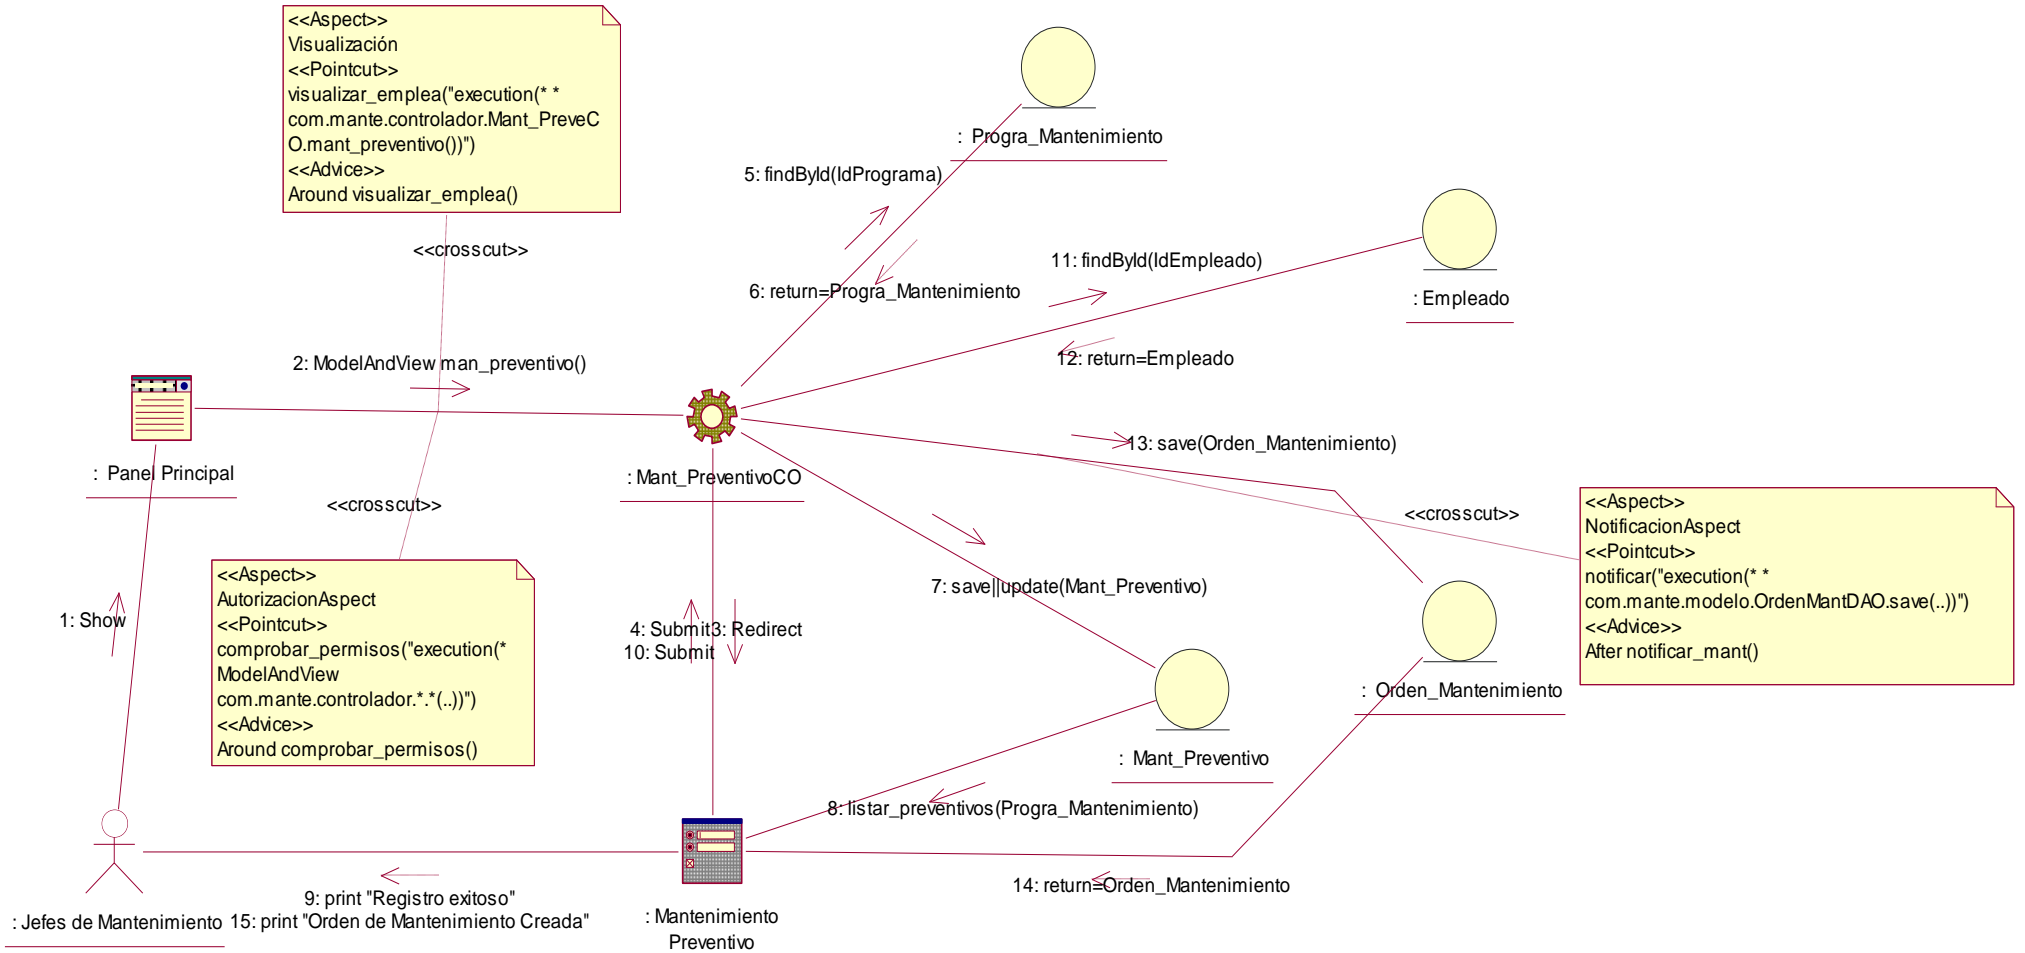 <<Aspect>>
Visualización
<<Pointcut>>
visualizar_emplea("execution(* *
com.mante.controlador.Mant_PreveC
O.mant_preventivo())")
<<Advice>>
Around visualizar_emplea()
<<crosscut>>
: Progra_Mantenimiento
5: findById(IdPrograma)
6: return=Progra_Mantenimiento
11: findById(IdEmpleado)
12: return=Empleado
: Empleado
2: ModelAndView man_preventivo()
: Panel Principal
: Mant_PreventivoCO
13: save(Orden_Mantenimiento)
<<crosscut>>
<<crosscut>>
<<Aspect>>
NotificacionAspect
<<Pointcut>>
notificar("execution(* *
com.mante.modelo.OrdenMantDAO.save(..))")
<<Advice>>
After notificar_mant()
<<Aspect>>
AutorizacionAspect
<<Pointcut>>
comprobar_permisos("execution(*
ModelAndView
com.mante.controlador.*.*(..))")
<<Advice>>
Around comprobar_permisos()
1: Show
7: save||update(Mant_Preventivo)
4: Submit
3: Redirect
10: Submit
: Orden_Mantenimiento
: Mant_Preventivo
8: listar_preventivos(Progra_Mantenimiento)
14: return=Orden_Mantenimiento
9: print "Registro exitoso"
15: print "Orden de Mantenimiento Creada"
: Jefes de Mantenimiento
: Mantenimiento
Preventivo